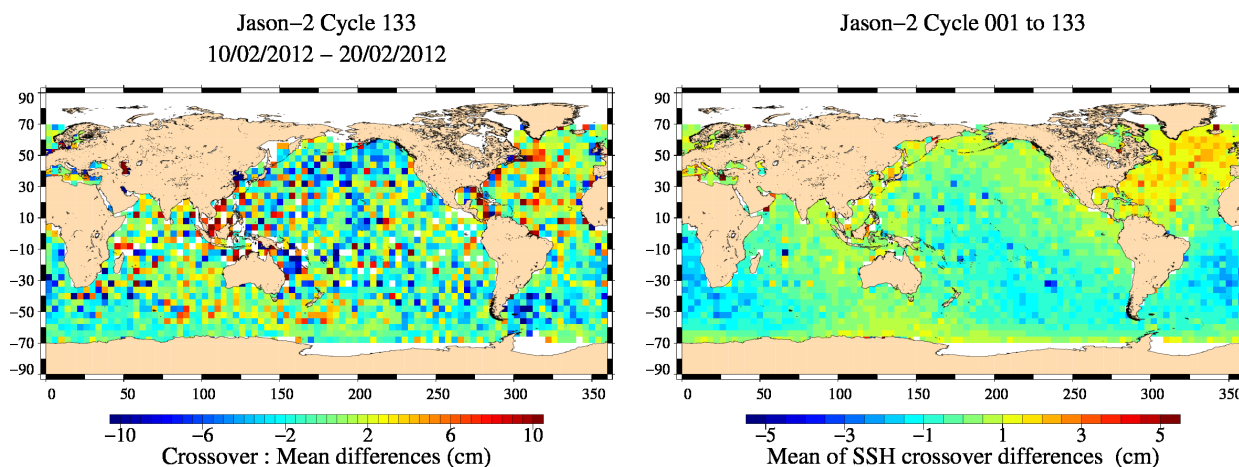 Jason−2 Cycle 133
10/02/2012 − 20/02/2012
90
70
50
30
10
−10
−30
−50
−70
−90
0 50 100 150 200 250 300 350
−10 −6 −2 2 6 10
Crossover : Mean differences (cm)
Jason−2 Cycle 001 to 133
90
70
50
30
10
−10
−30
−50
−70
−90
0 50 100 150 200 250 300 350
−5 −3 −1 1 3 5
Mean of SSH crossover differences (cm)